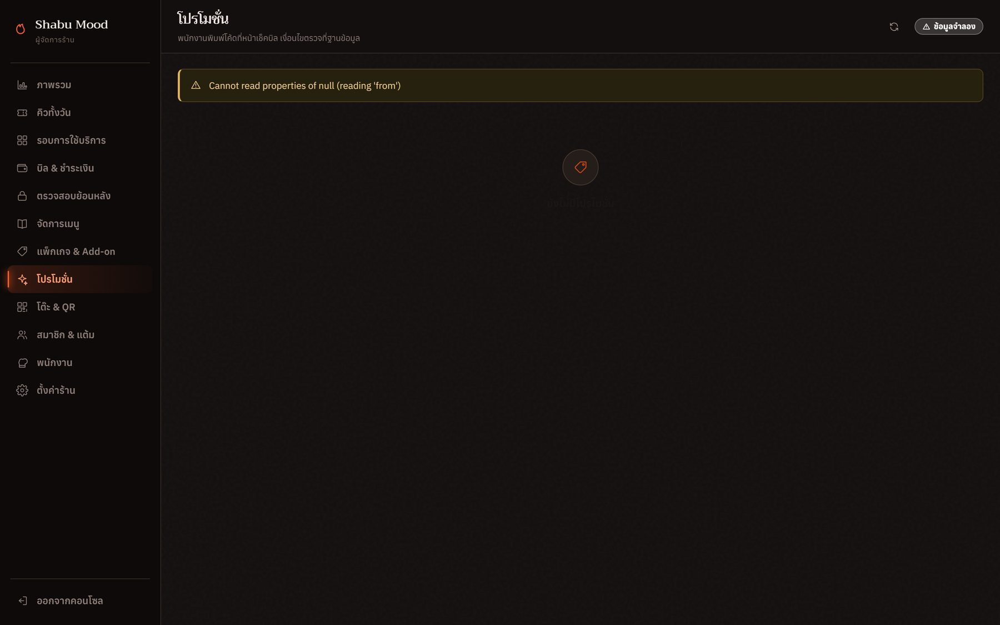 Shabu Mood
ผู้จัดการร้าน
ภาพรวม
คิวทั้งวัน
รอบการใช้บริการ
บิล & ชำระเงิน
ตรวจสอบย้อนหลัง
จัดการเมนู
แพ็กเกจ & Add-on
โปรโมชั่น
โต๊ะ & QR
สมาชิก & แต้ม
พนักงาน
ตั้งค่าร้าน
ออกจากคอนโซล
โปรโมชั่น
พนักงานพิมพ์โค้ดที่หน้าเช็คบิล เงื่อนไขตรวจที่ฐานข้อมูล
ข้อมูลจำลอง
Cannot read properties of null (reading 'from')
ยังไม่มีโปรโมชั่น